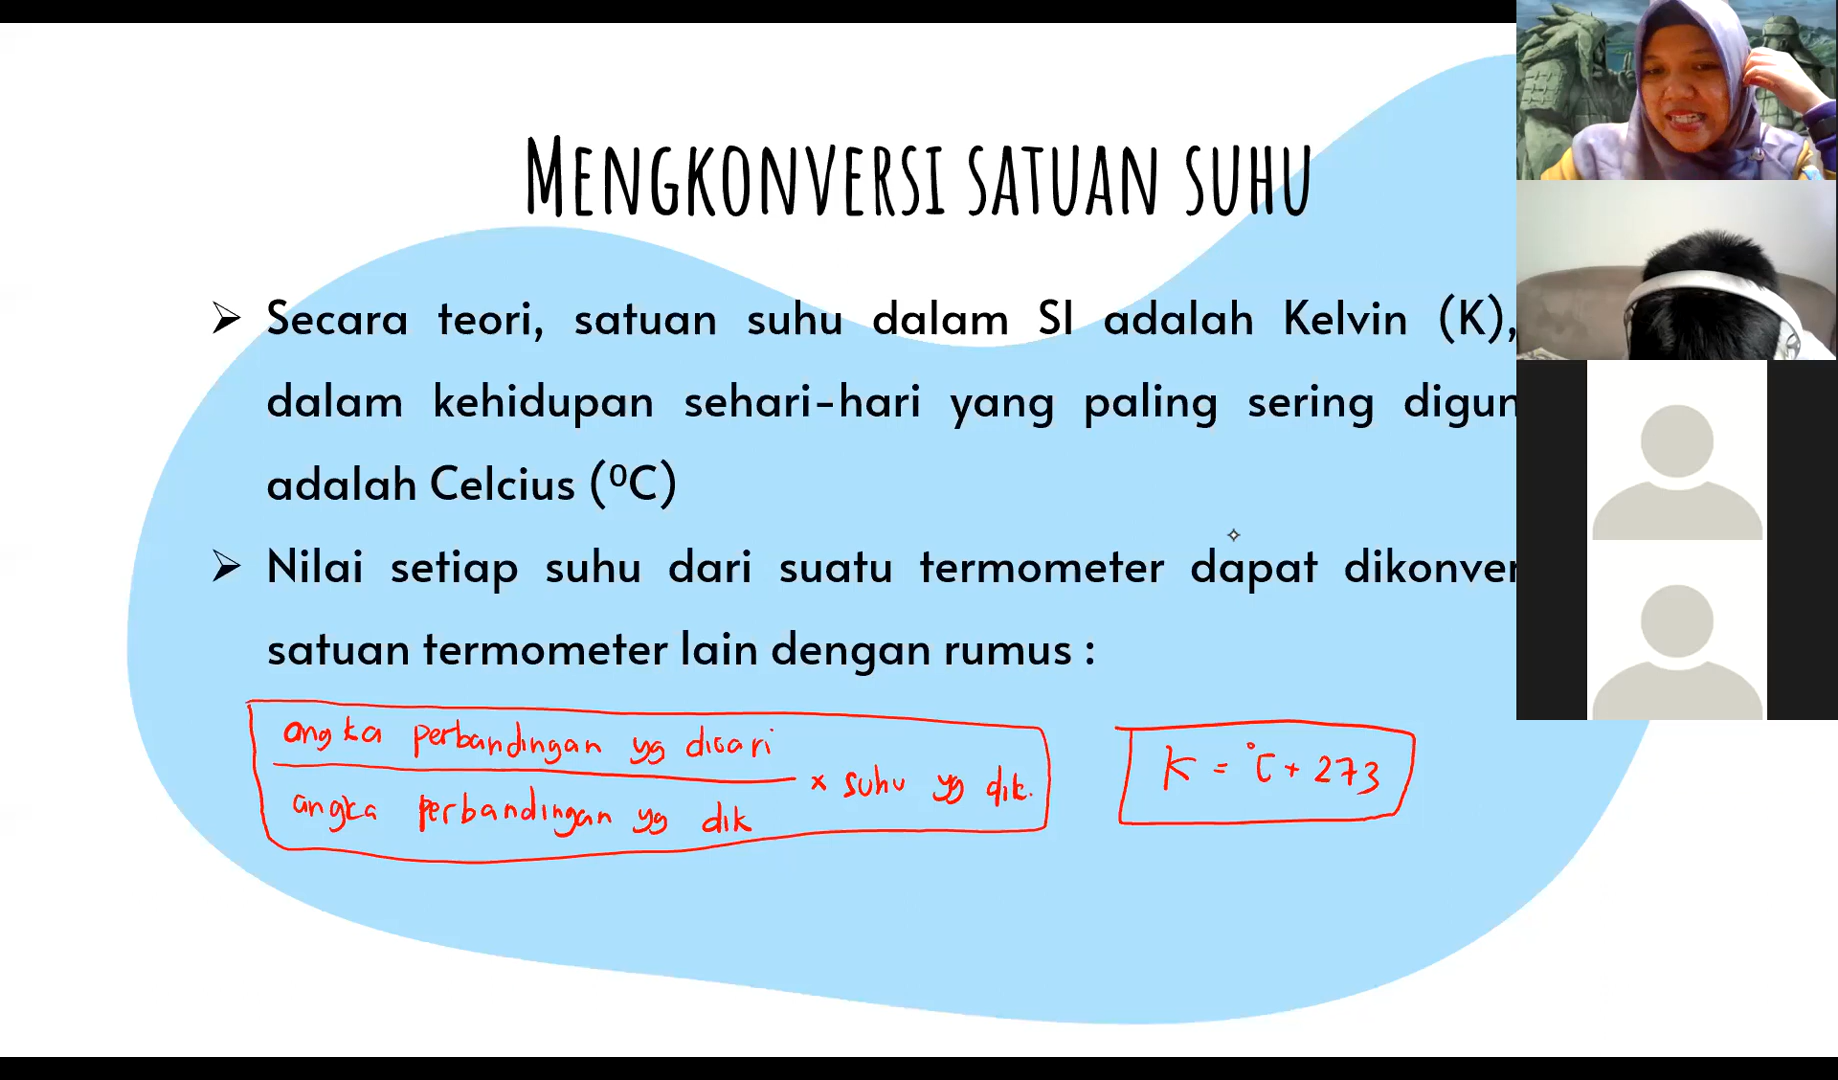 MENGKONVERSI SATUAN SUHU
➢ Secara teori, satuan suhu dalam SI adalah Kelvin (K),
dalam kehidupan sehari-hari yang paling sering digun
adalah Celcius (⁰C)
➢ Nilai setiap suhu dari suatu termometer dapat dikonver
satuan termometer lain dengan rumus :
angka perbandingan yg dicari
angka perbandingan yg dik
x suhu yg dik.
K = °C + 273